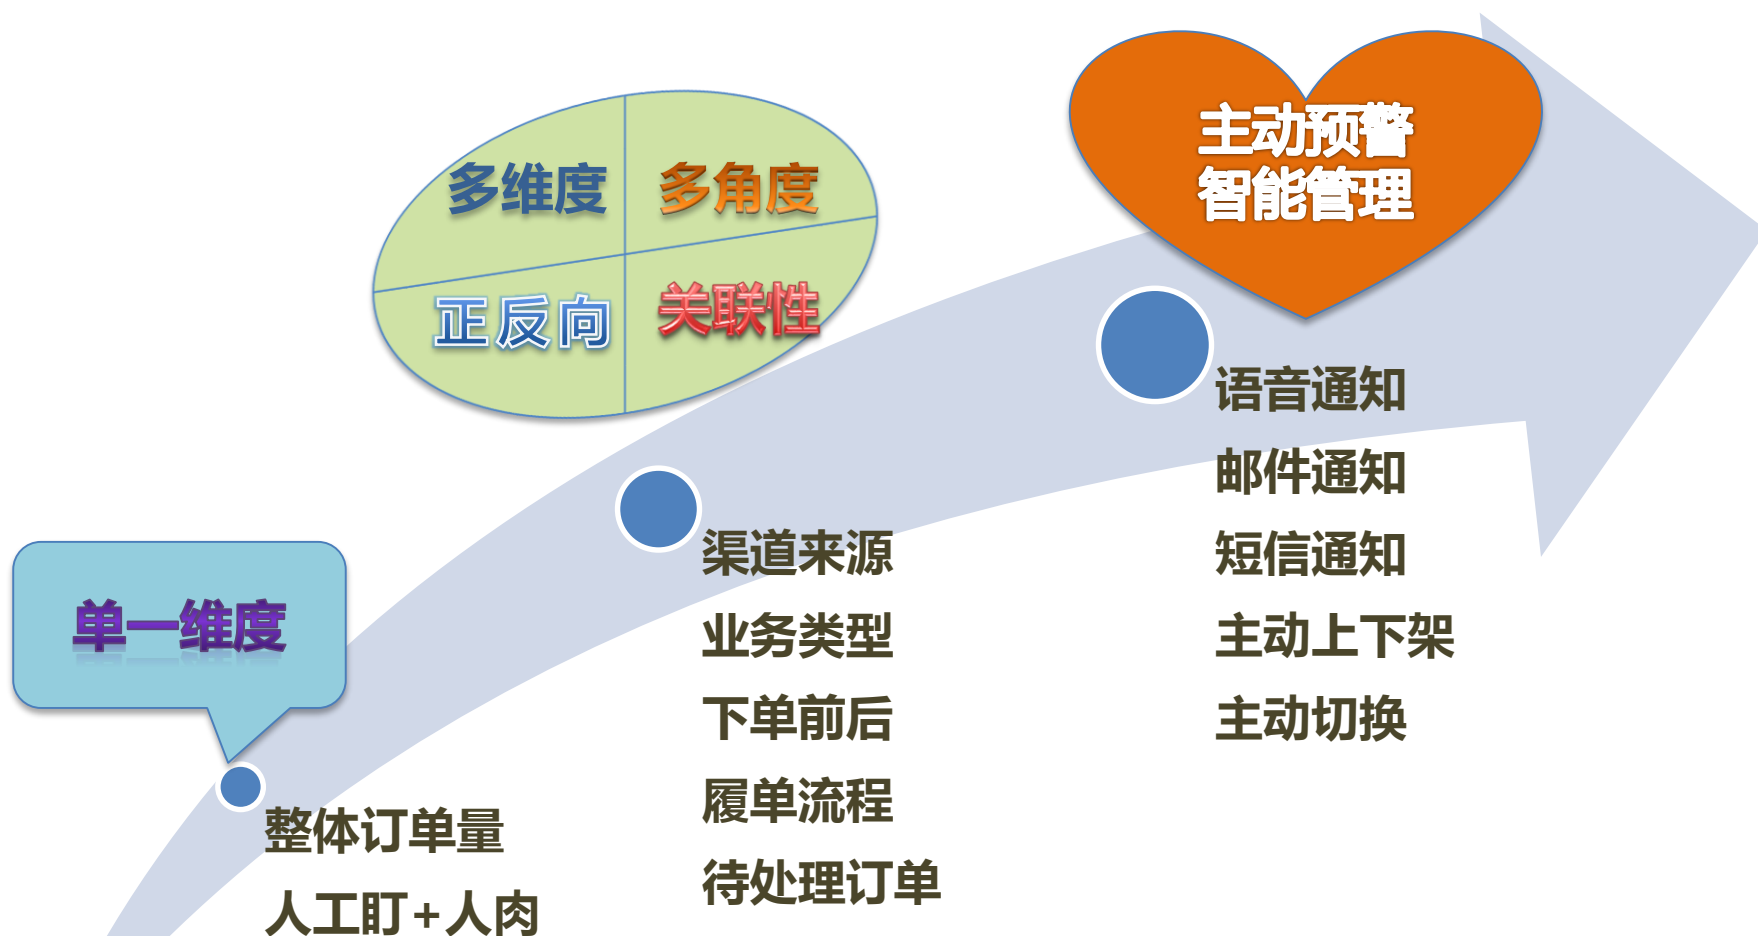 单一维度
整体订单量
人工盯+人肉
多维度
多角度
正反向
关联性
渠道来源
业务类型
下单前后
履单流程
待处理订单
主动预警
智能管理
语音通知
邮件通知
短信通知
主动上下架
主动切换